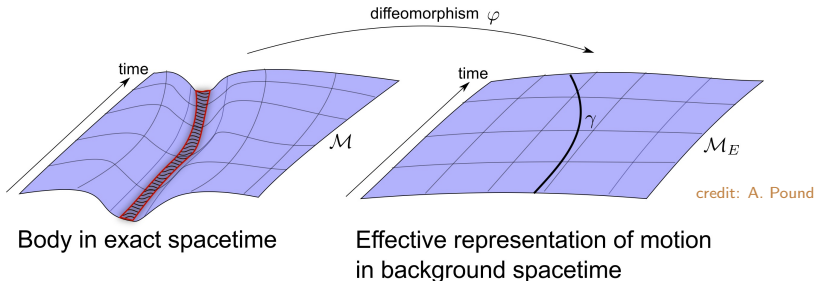 diffeomorphism φ
time
time
γ
ℳ
ℳ_E
credit: A. Pound
Body in exact spacetime
Effective representation of motion
in background spacetime